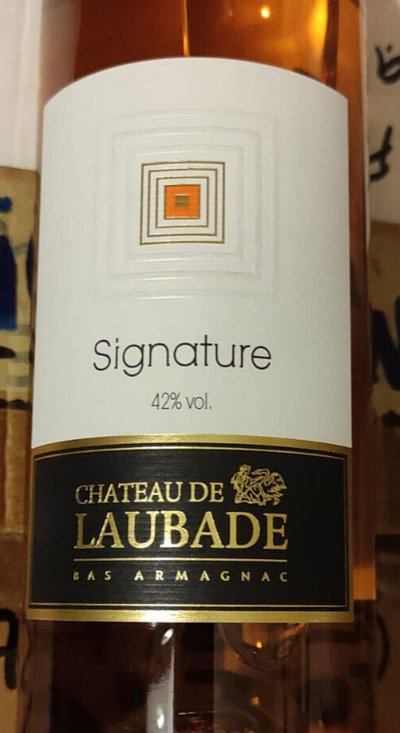 Signature
42% vol.
CHATEAU DE
LAUBADE
BAS ARMAGNAC